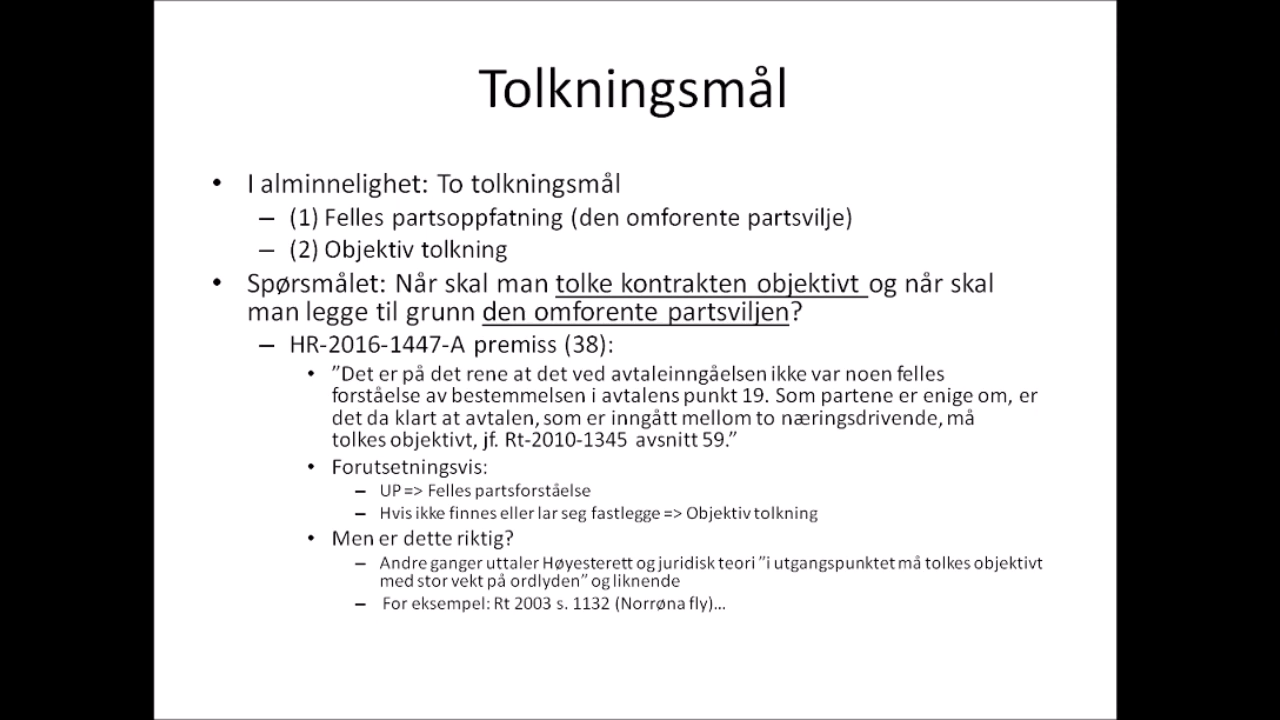 Tolkningsmål
• I alminnelighet: To tolkningsmål
– (1) Felles partsoppfatning (den omforente partsvilje)
– (2) Objektiv tolkning
• Spørsmålet: Når skal man tolke kontrakten objektivt og når skal
man legge til grunn den omforente partsviljen?
– HR-2016-1447-A premiss (38):
• ”Det er på det rene at det ved avtaleinngåelsen ikke var noen felles
forståelse av bestemmelsen i avtalens punkt 19. Som partene er enige om, er
det da klart at avtalen, som er inngått mellom to næringsdrivende, må
tolkes objektivt, jf. Rt-2010-1345 avsnitt 59.”
• Forutsetningsvis:
– UP => Felles partsforståelse
– Hvis ikke finnes eller lar seg fastlegge => Objektiv tolkning
• Men er dette riktig?
– Andre ganger uttaler Høyesterett og juridisk teori ”i utgangspunktet må tolkes objektivt
med stor vekt på ordlyden” og liknende
– For eksempel: Rt 2003 s. 1132 (Norrøna fly)…